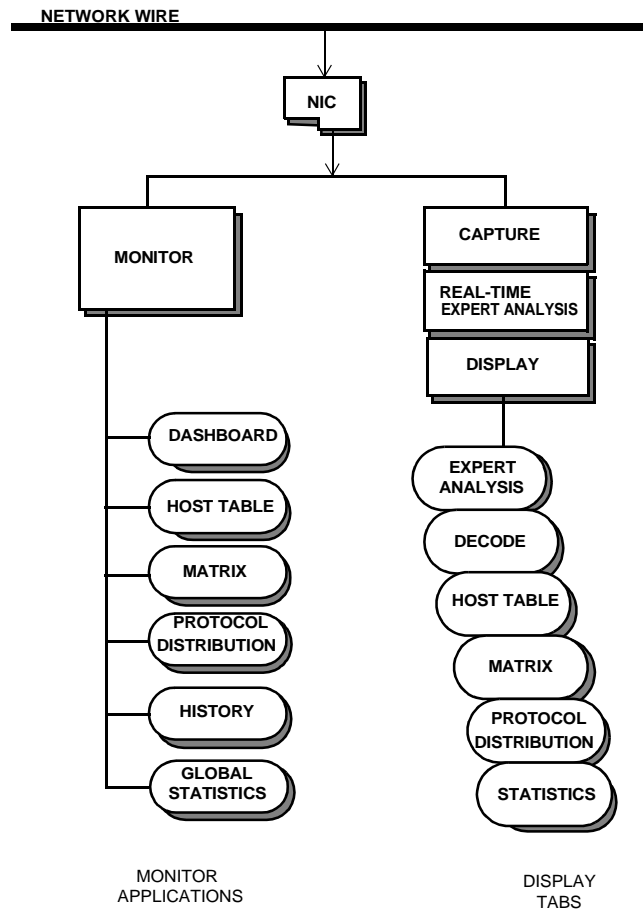 NETWORK WIRE
NIC
MONITOR
DASHBOARD
HOST TABLE
MATRIX
PROTOCOL
DISTRIBUTION
HISTORY
GLOBAL
STATISTICS
MONITOR
APPLICATIONS
CAPTURE
REAL-TIME
EXPERT ANALYSIS
DISPLAY
EXPERT
ANALYSIS
DECODE
HOST TABLE
MATRIX
PROTOCOL
DISTRIBUTION
STATISTICS
DISPLAY
TABS